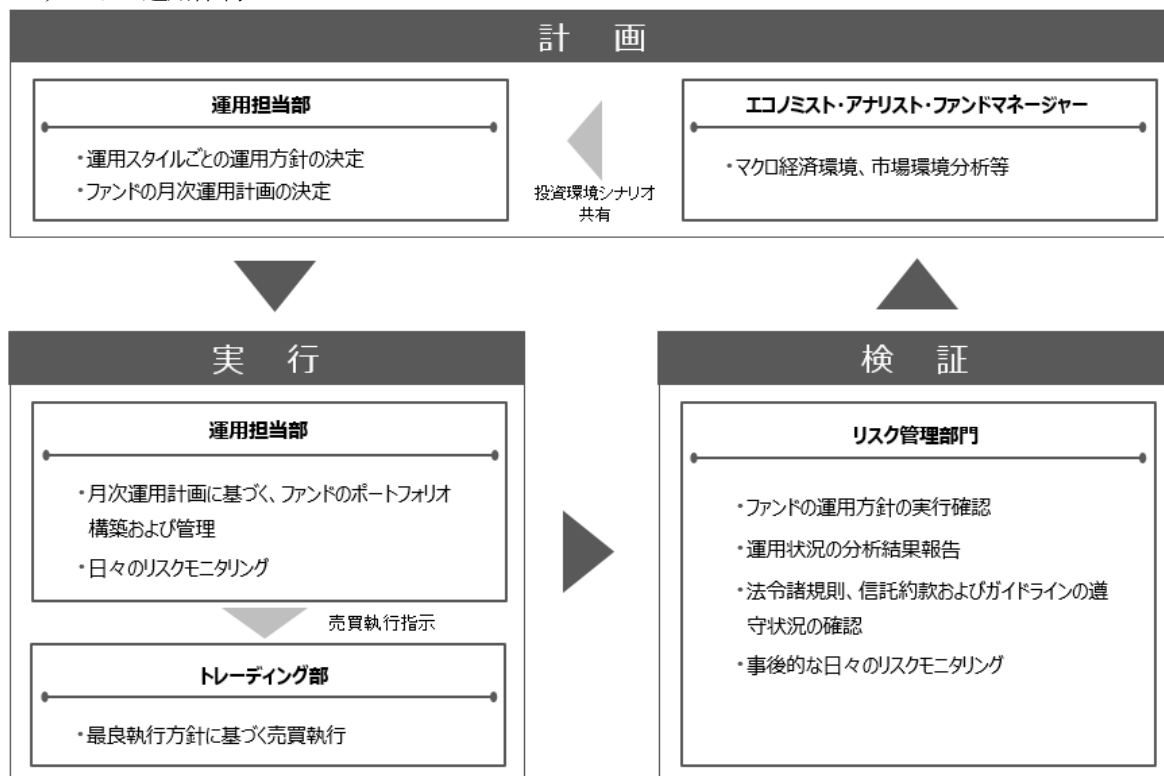 計 画
運用担当部
・運用スタイルごとの運用方針の決定
・ファンドの月次運用計画の決定
投資環境シナリオ
共有
エコノミスト・アナリスト・ファンドマネージャー
・マクロ経済環境、市場環境分析等
実 行
運用担当部
・月次運用計画に基づく、ファンドのポートフォリオ
構築および管理
・日々のリスクモニタリング
売買執行指示
トレーディング部
・最良執行方針に基づく売買執行
検 証
リスク管理部門
・ファンドの運用方針の実行確認
・運用状況の分析結果報告
・法令諸規則、信託約款およびガイドラインの遵
守状況の確認
・事後的な日々のリスクモニタリング